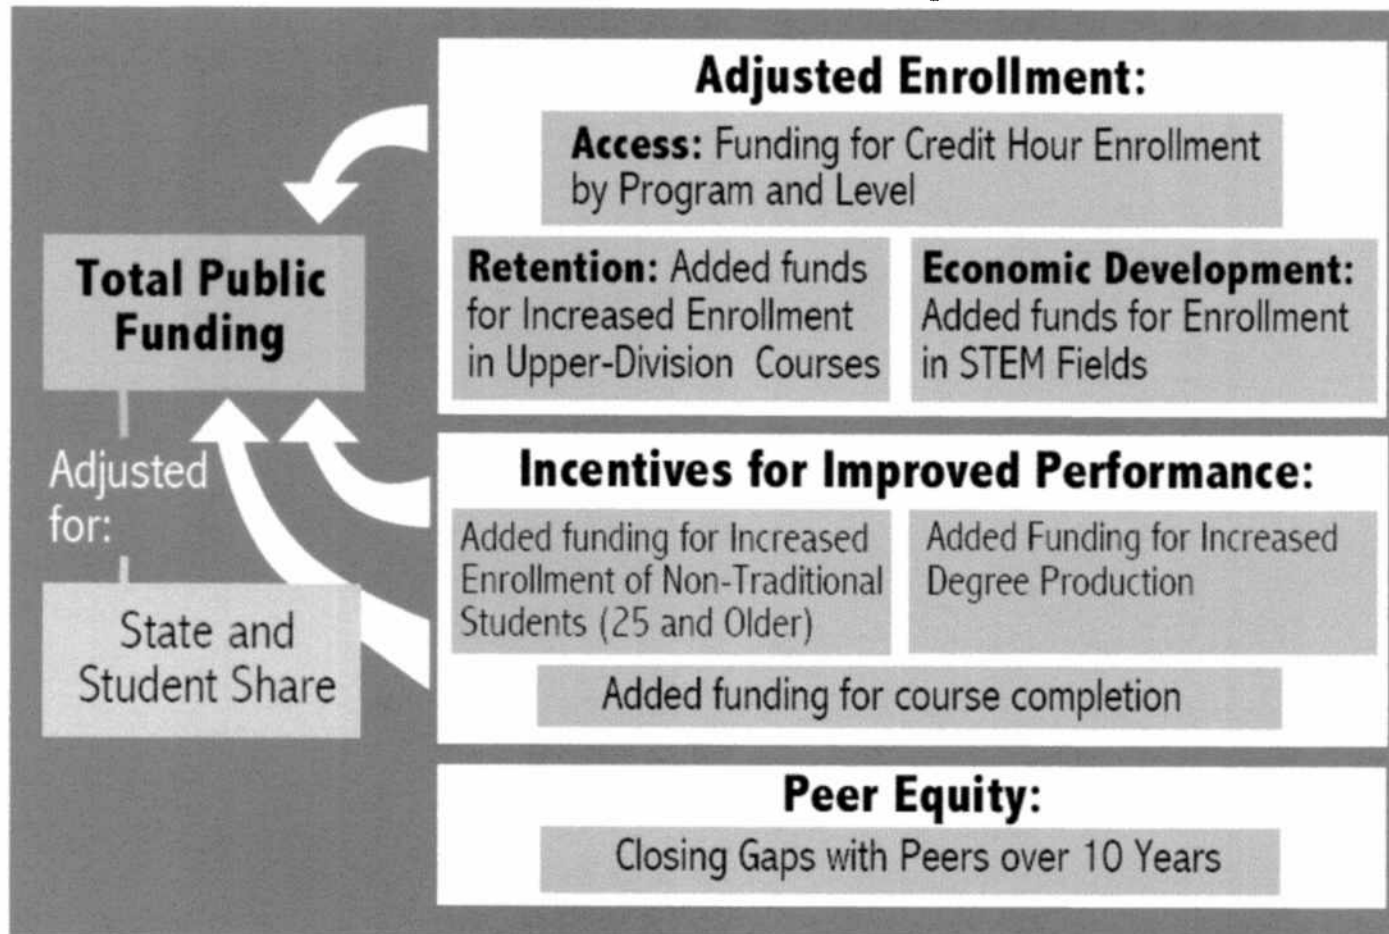 Adjusted Enrollment:
Access: Funding for Credit Hour Enrollment
by Program and Level
Retention: Added funds
for Increased Enrollment
in Upper-Division Courses
Economic Development:
Added funds for Enrollment
in STEM Fields
Total Public
Funding
Adjusted
for:
State and
Student Share
Incentives for Improved Performance:
Added funding for Increased
Enrollment of Non-Traditional
Students (25 and Older)
Added Funding for Increased
Degree Production
Added funding for course completion
Peer Equity:
Closing Gaps with Peers over 10 Years